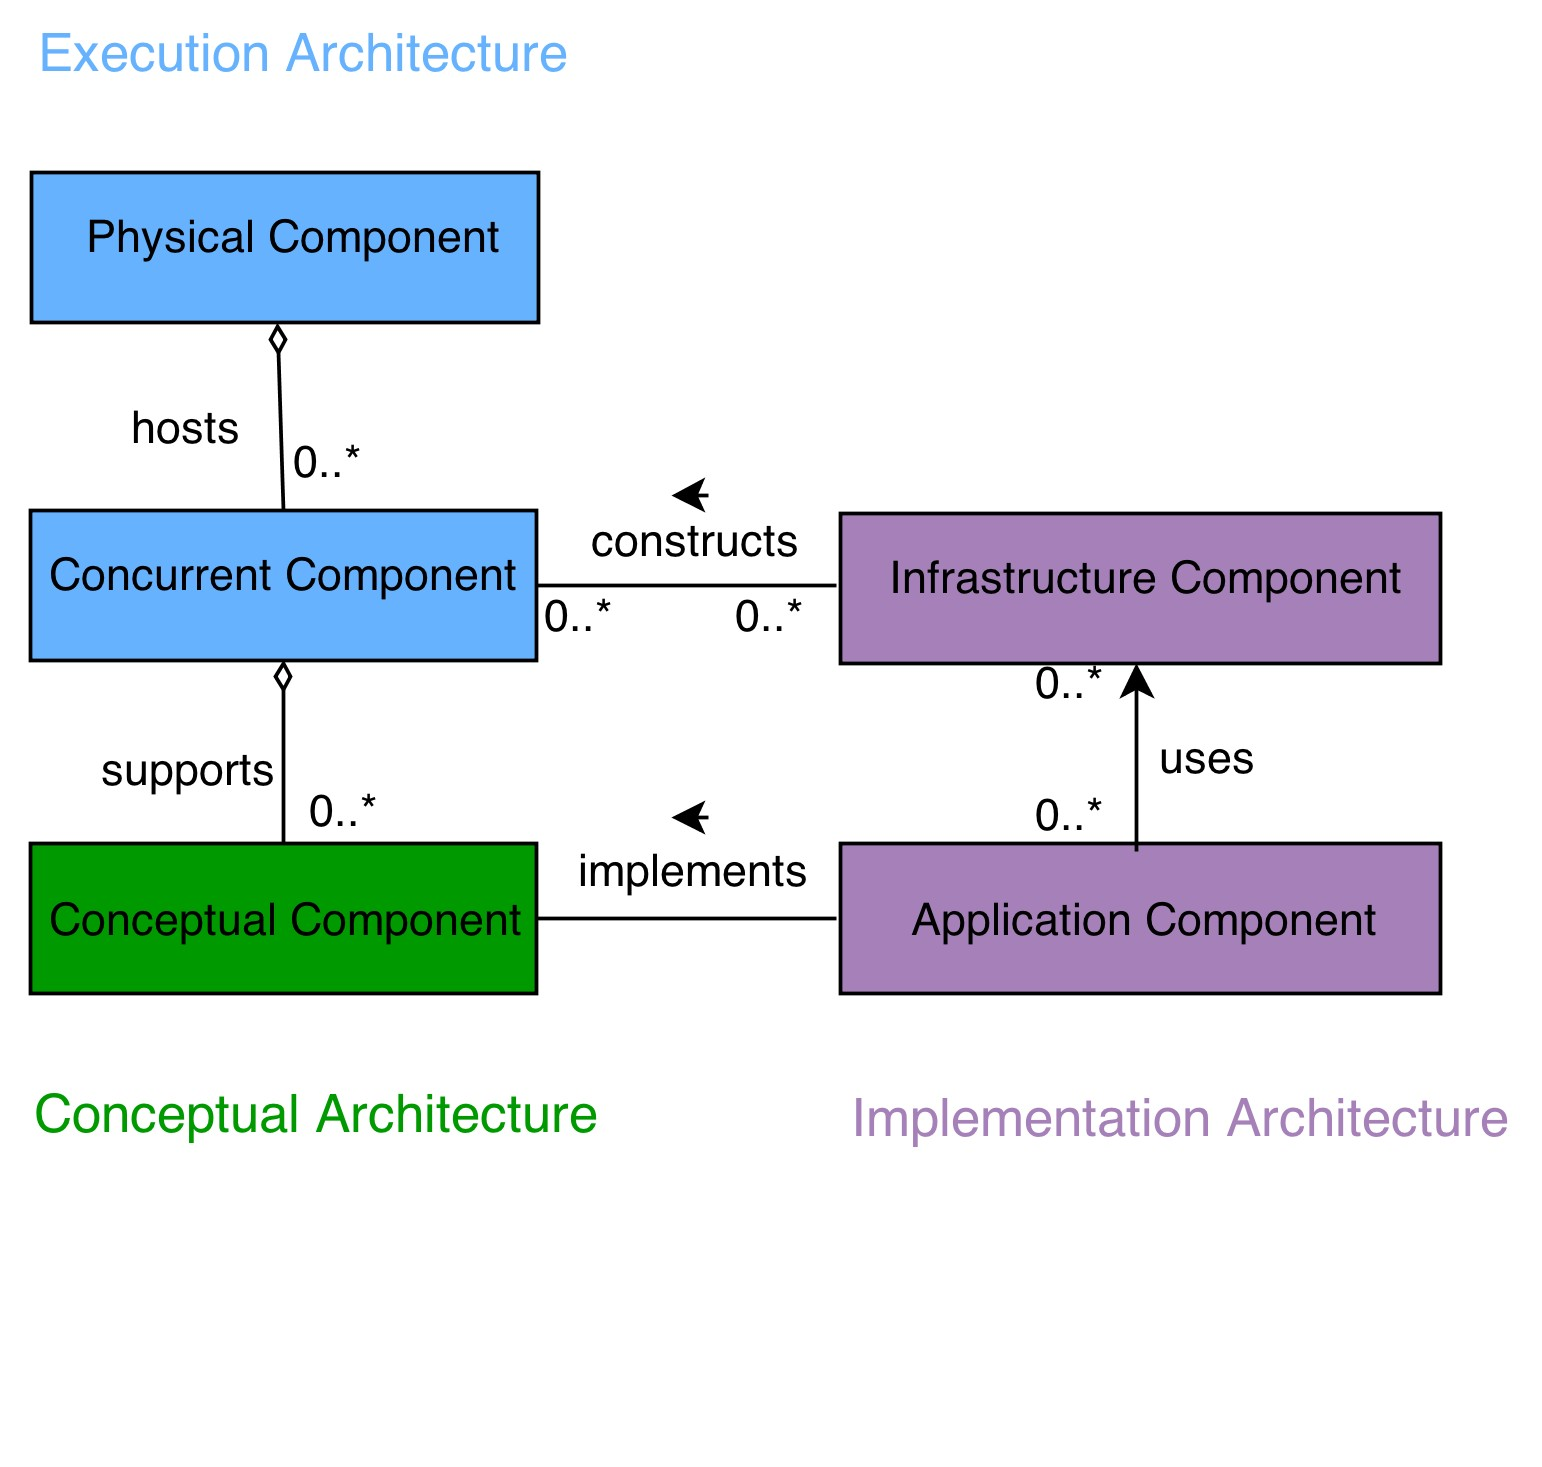 Execution Architecture
Physical Component
hosts
0..*
Concurrent Component
constructs
0..*
0..*
Infrastructure Component
supports
0..*
0..*
uses
0..*
Conceptual Component
implements
Application Component
Conceptual Architecture
Implementation Architecture